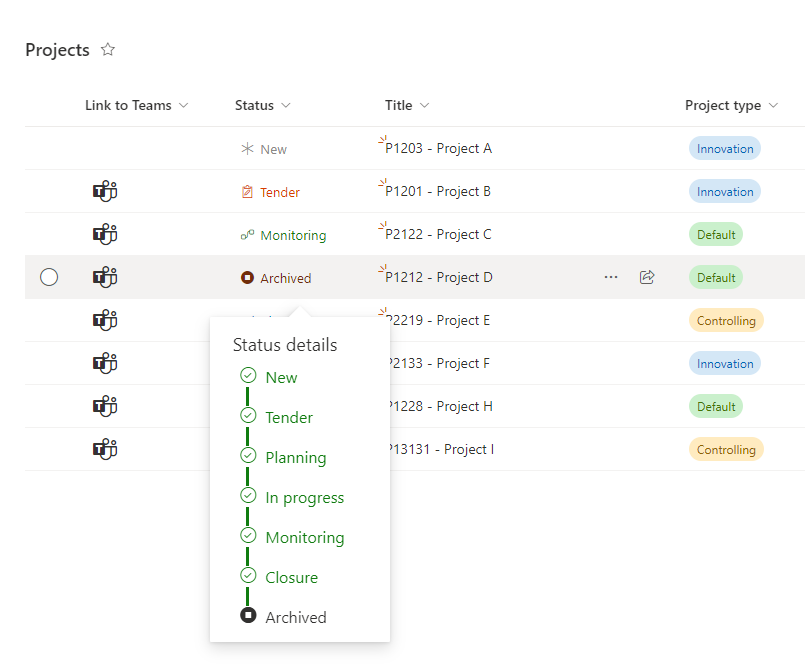 Projects
Link to Teams Status Title Project type
New P1203 - Project A Innovation
Tender P1201 - Project B Innovation
Monitoring P2122 - Project C Default
Archived P1212 - Project D Default
P2219 - Project E Controlling
Status details
P2133 - Project F Innovation
New
P1228 - Project H Default
Tender
P13131 - Project I Controlling
Planning
In progress
Monitoring
Closure
Archived